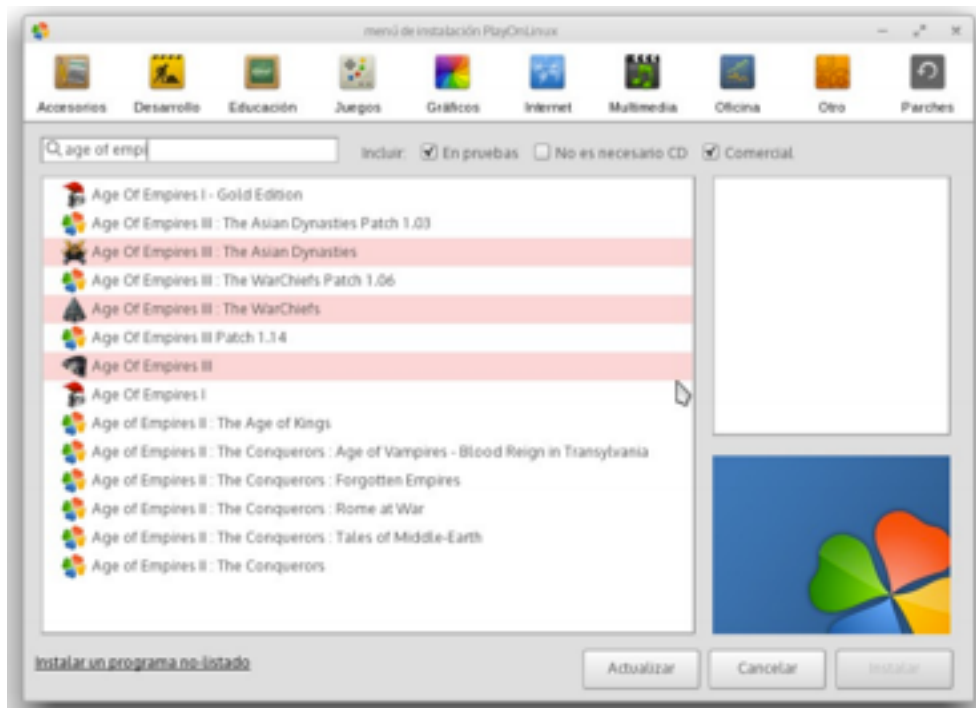 menú de instalación PlayOnLinux
Accesorios Desarrollo Educación Juegos Gráficos Internet Multimedia Oficina Otro Parches
age of empi Incluir: En pruebas No es necesario CD Comercial
Age Of Empires I - Gold Edition
Age Of Empires III : The Asian Dynasties Patch 1.03
Age Of Empires III : The Asian Dynasties
Age Of Empires III : The WarChiefs Patch 1.06
Age Of Empires III : The WarChiefs
Age Of Empires III Patch 1.14
Age Of Empires III
Age Of Empires I
Age of Empires II : The Age of Kings
Age of Empires II : The Conquerors : Age of Vampires - Blood Reign in Transylvania
Age of Empires II : The Conquerors : Forgotten Empires
Age of Empires II : The Conquerors : Rome at War
Age of Empires II : The Conquerors : Tales of Middle-Earth
Age of Empires II : The Conquerors
Instalar un programa no-listado Actualizar Cancelar Instalar